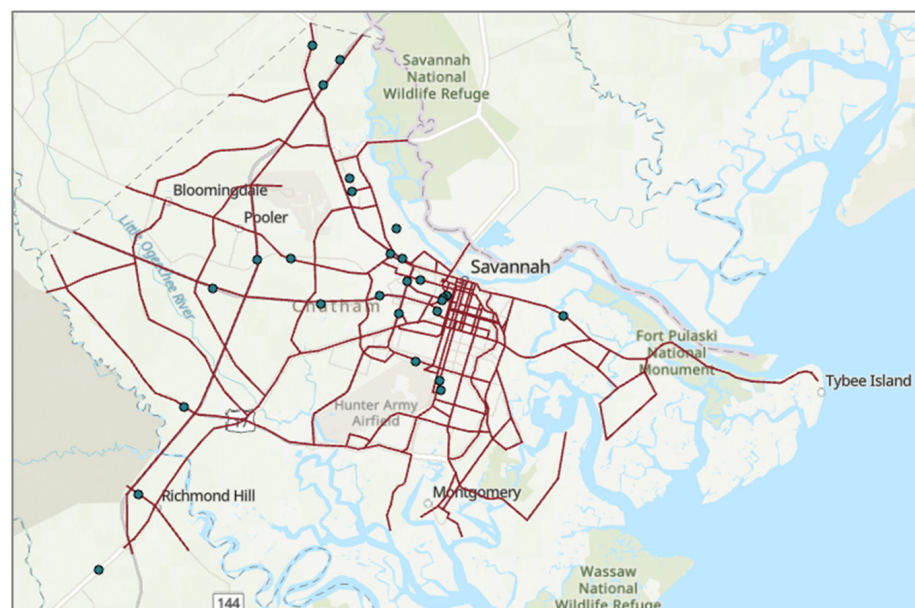 Savannah
National
Wildlife Refuge
Bloomingdale
Pooler
Little Ogeechee River
Savannah
Chatham
Fort Pulaski
National
Monument
Tybee Island
Hunter Army
Airfield
17
Richmond Hill
Montgomery
Wassaw
National
Wildlife Refuge
144